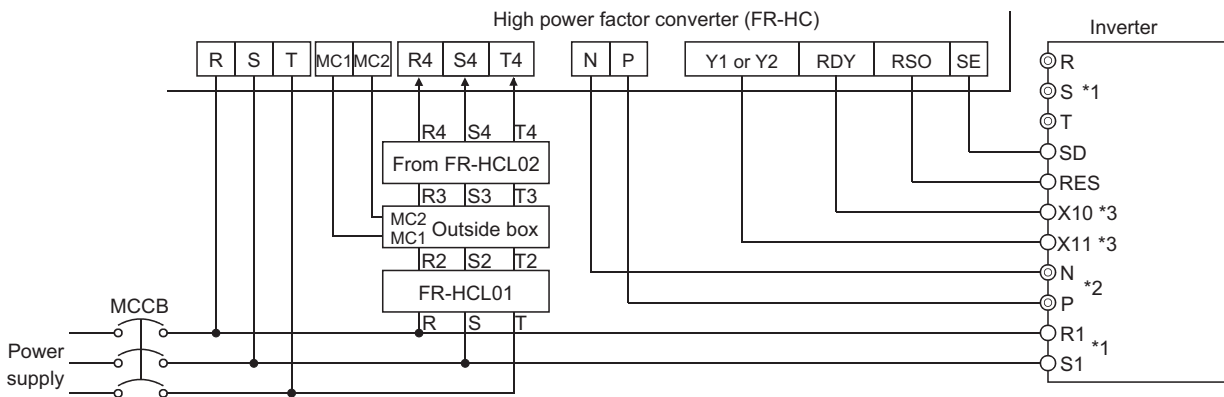 High power factor converter (FR-HC)
Inverter
R S T MC1 MC2 R4 S4 T4 N P Y1 or Y2 RDY RSO SE
R
S *1
T
R4 S4 T4
SD
From FR-HCL02
RES
R3 S3 T3
X10 *3
MC2
MC1 Outside box
X11 *3
R2 S2 T2
N
*2
FR-HCL01
P
MCCB
R S T
R1
*1
Power
supply
S1